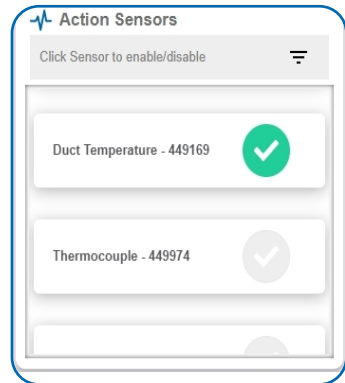 Action Sensors
Click Sensor to enable/disable
Duct Temperature - 449169
Thermocouple - 449974